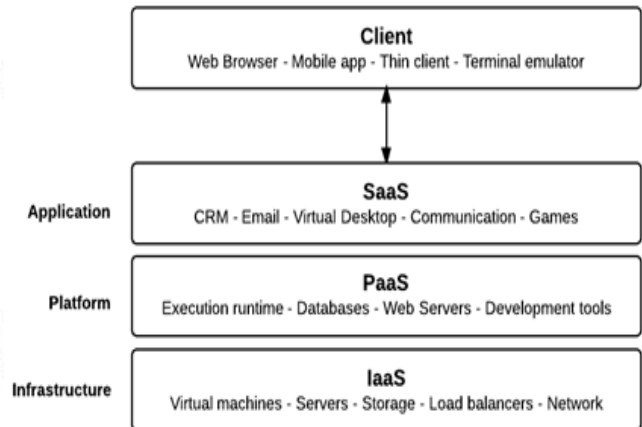 Client
Web Browser - Mobile app - Thin client - Terminal emulator
SaaS
Application
CRM - Email - Virtual Desktop - Communication - Games
PaaS
Platform
Execution runtime - Databases - Web Servers - Development tools
IaaS
Infrastructure
Virtual machines - Servers - Storage - Load balancers - Network